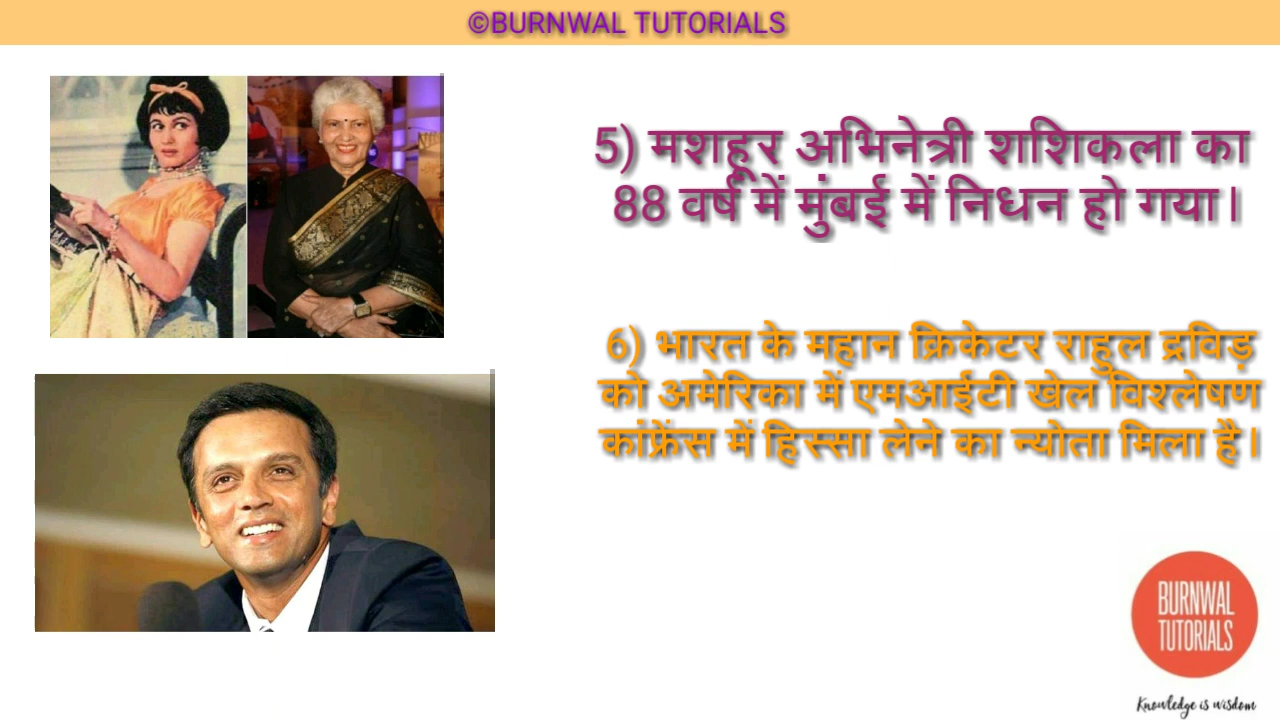 ©BURNWAL TUTORIALS
5) मशहूर अभिनेत्री शशिकला का
88 वर्ष में मुंबई में निधन हो गया।
6) भारत के महान क्रिकेटर राहुल द्रविड़
को अमेरिका में एमआईटी खेल विश्लेषण
कांफ्रेंस में हिस्सा लेने का न्योता मिला है।
BURNWAL
TUTORIALS
Knowledge is wisdom